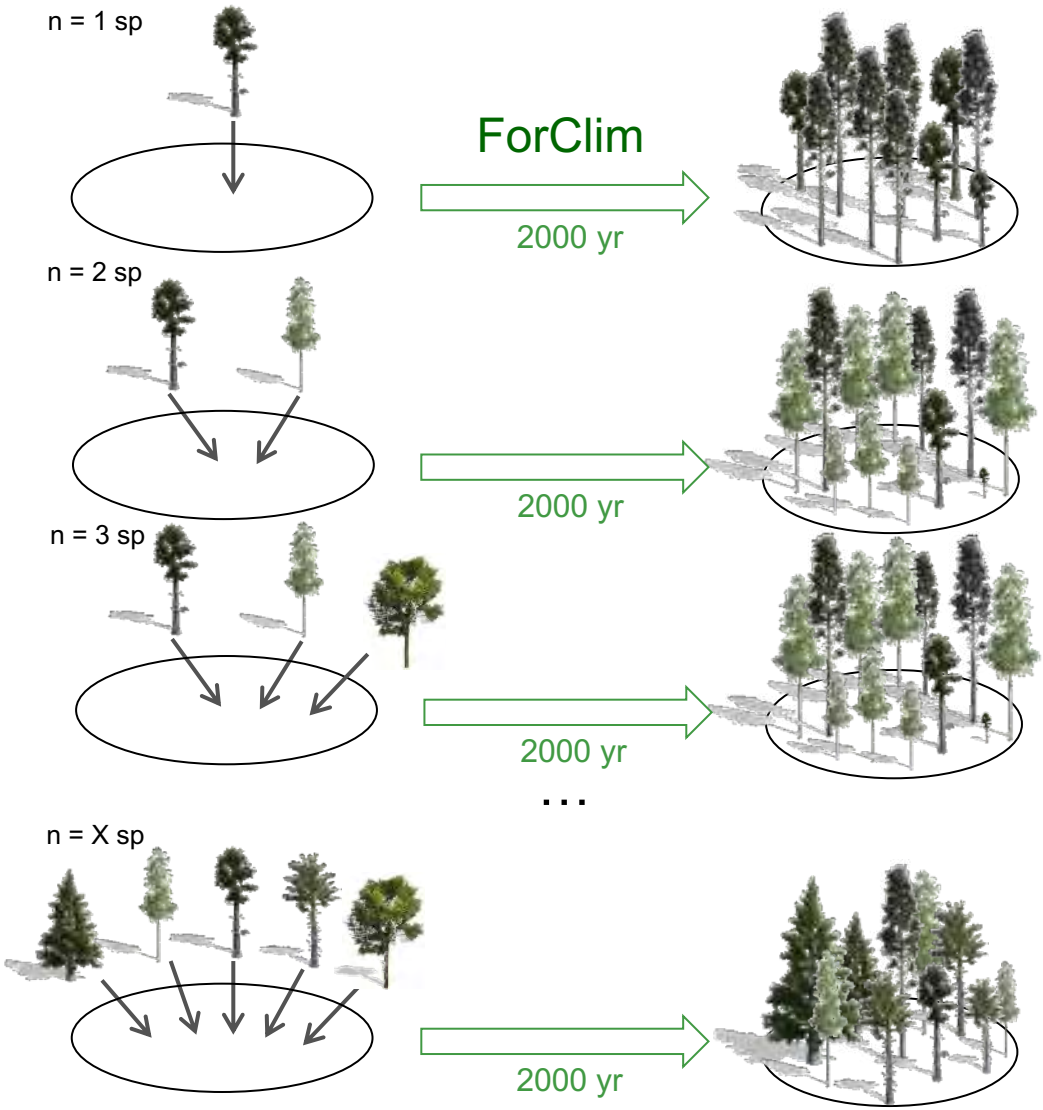 n = 1 sp
ForClim
2000 yr
n = 2 sp
2000 yr
n = 3 sp
2000 yr
...
n = X sp
2000 yr